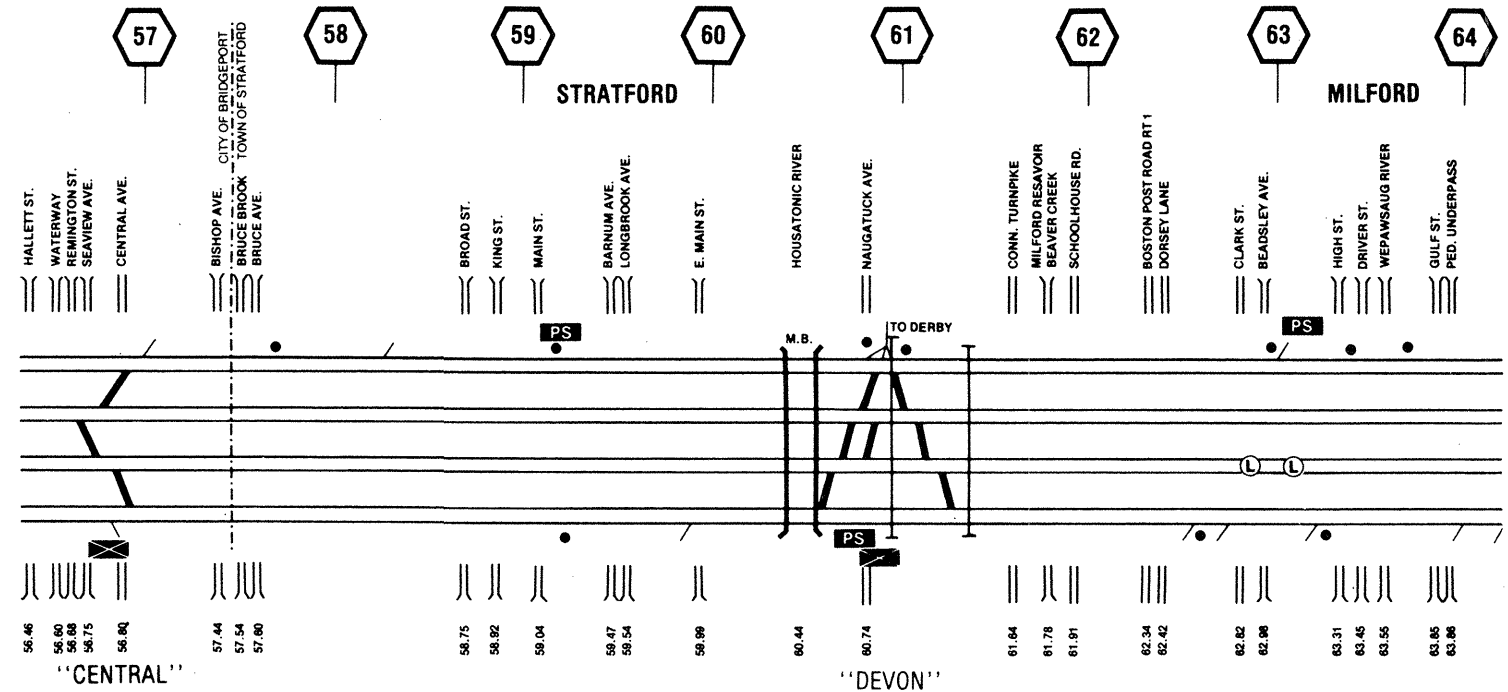 57
58
59
60
61
62
63
64
STRATFORD
MILFORD
CITY OF BRIDGEPORT
TOWN OF STRATFORD
HALLETT ST.
WATERWAY
REMINGTON ST.
SEAVIEW AVE.
CENTRAL AVE.
BISHOP AVE.
BRUCE BROOK
BRUCE AVE.
BROAD ST.
KING ST.
MAIN ST.
BARNUM AVE.
LONGBROOK AVE.
E. MAIN ST.
HOUSATONIC RIVER
NAUGATUCK AVE.
CONN. TURNPIKE
MILFORD RESAVOIR
BEAVER CREEK
SCHOOLHOUSE RD.
BOSTON POST ROAD RT 1
DORSEY LANE
CLARK ST.
BEADSLEY AVE.
HIGH ST.
DRIVER ST.
WEPAWSAUG RIVER
GULF ST.
PED. UNDERPASS
PS
M.B.
TO DERBY
PS
L
L
PS
56.46
56.60
56.68
56.75
56.80
57.44
57.54
57.60
58.75
58.92
59.04
59.47
59.54
59.99
60.44
60.74
61.64
61.78
61.91
62.34
62.42
62.82
62.98
63.31
63.45
63.55
63.85
63.86
"CENTRAL"
"DEVON"